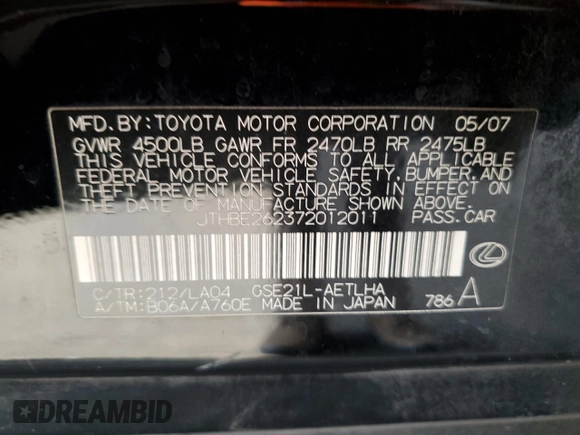 MFD. BY: TOYOTA MOTOR CORPORATION 05/07
GVWR 4500LB GAWR FR 2470LB RR 2475LB
THIS VEHICLE CONFORMS TO ALL APPLICABLE
FEDERAL MOTOR VEHICLE SAFETY, BUMPER, AND
THEFT PREVENTION STANDARDS IN EFFECT ON
THE DATE OF MANUFACTURE SHOWN ABOVE.
JTHBE262372012011 PASS. CAR
C/TR: 212/LA04 GSE21L-AETLHA
A/TM: B06A/A760E MADE IN JAPAN 786 A
DREAMBID